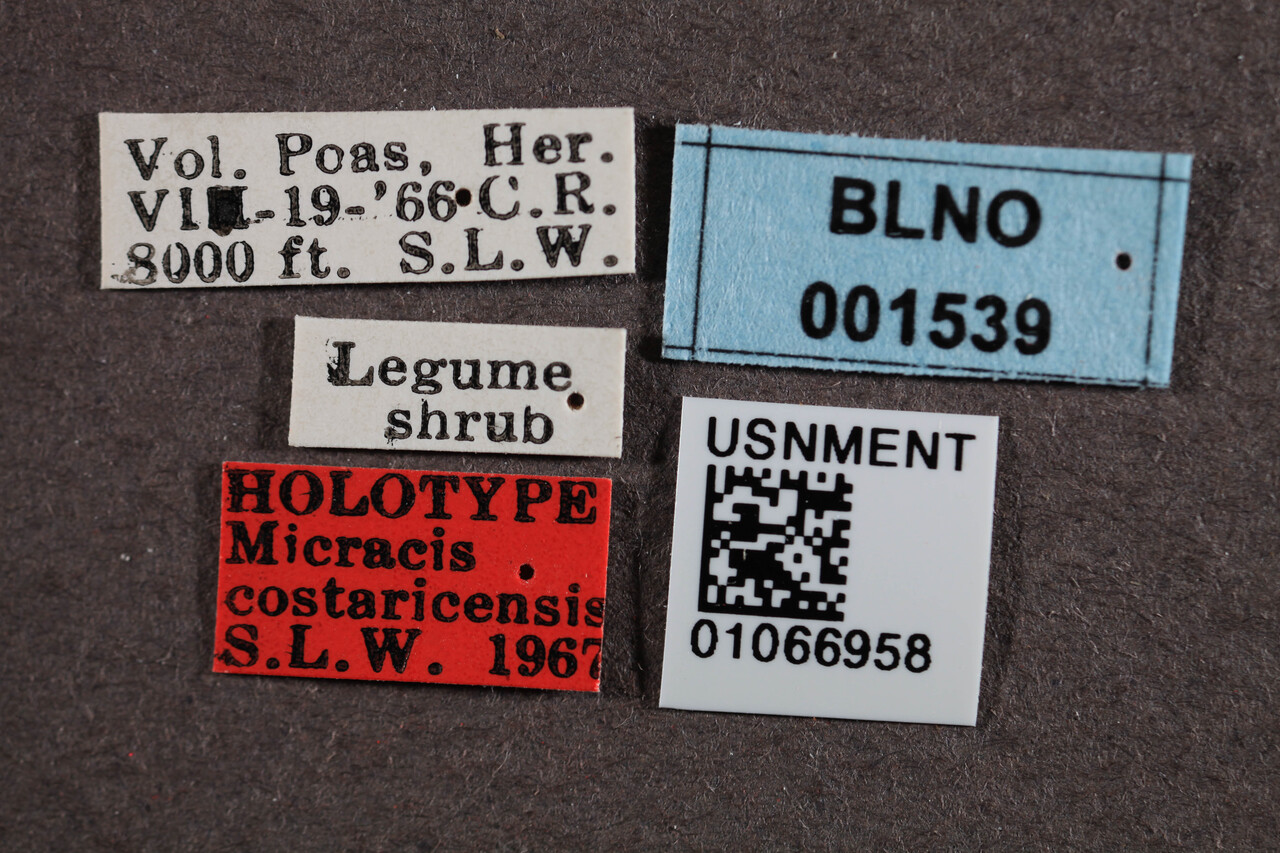 Vol. Poas, Her.
-19-'66 C.R.
8000 ft. S.L.W.
Legume
shrub
HOLOTYPE
Micracis
costaricensis
S.L.W. 1967
BLNO
001539
USNMENT
01066958